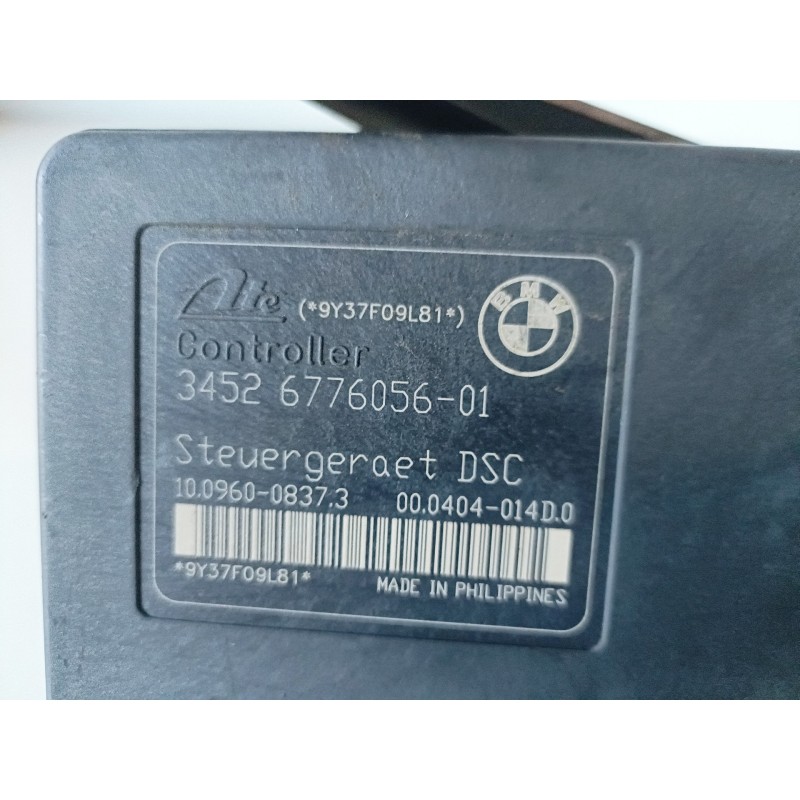 Ate (*9Y37F09L81*) BMW
Controller
3452 6776056-01
Steuergeraet DSC
10.0960-0837.3 00.0404-014D.0
*9Y37F09L81* MADE IN PHILIPPINES